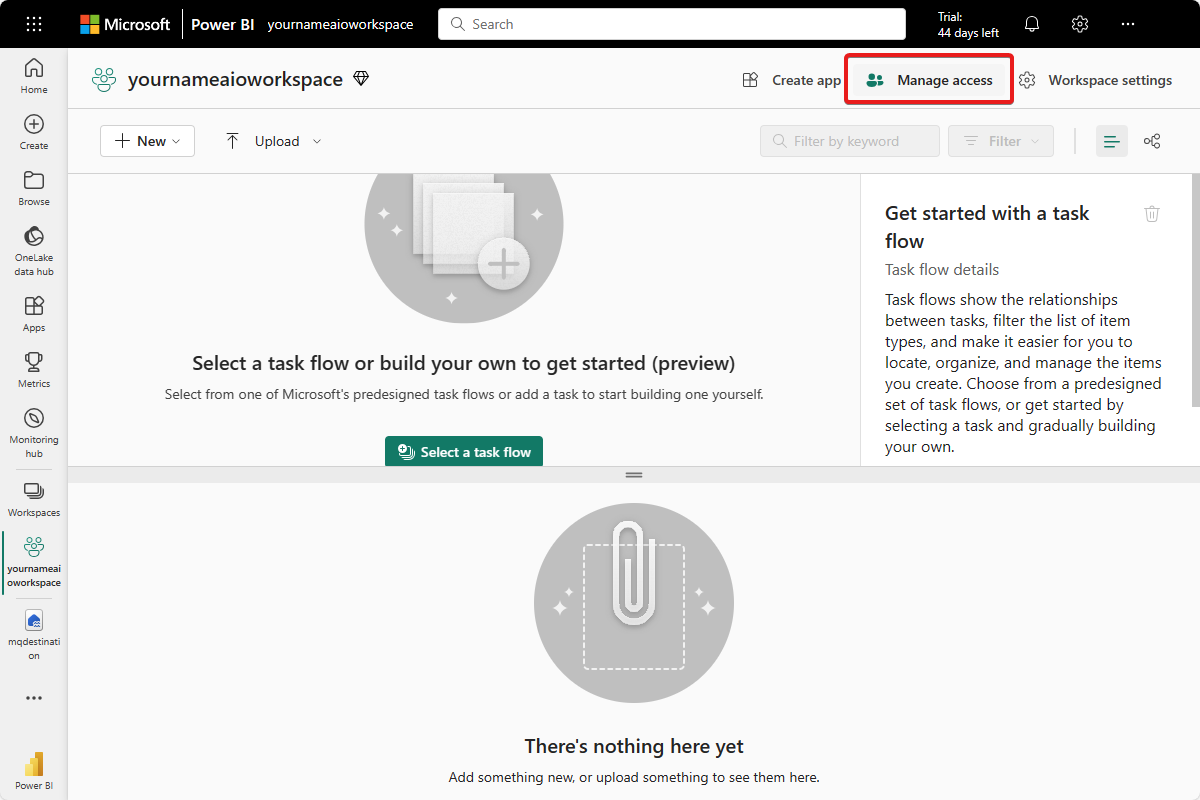 Microsoft Power BI yournameaioworkspace
Search
Trial:
44 days left
Home
Create
Browse
OneLake
data hub
Apps
Metrics
Monitoring
hub
Workspaces
yournameai
oworkspace
mqdestinati
on
Power BI
yournameaioworkspace
Create app
Manage access
Workspace settings
New
Upload
Filter by keyword
Filter
Select a task flow or build your own to get started (preview)
Select from one of Microsoft's predesigned task flows or add a task to start building one yourself.
Select a task flow
Get started with a task
flow
Task flow details
Task flows show the relationships
between tasks, filter the list of item
types, and make it easier for you to
locate, organize, and manage the items
you create. Choose from a predesigned
set of task flows, or get started by
selecting a task and gradually building
your own.
There's nothing here yet
Add something new, or upload something to see them here.